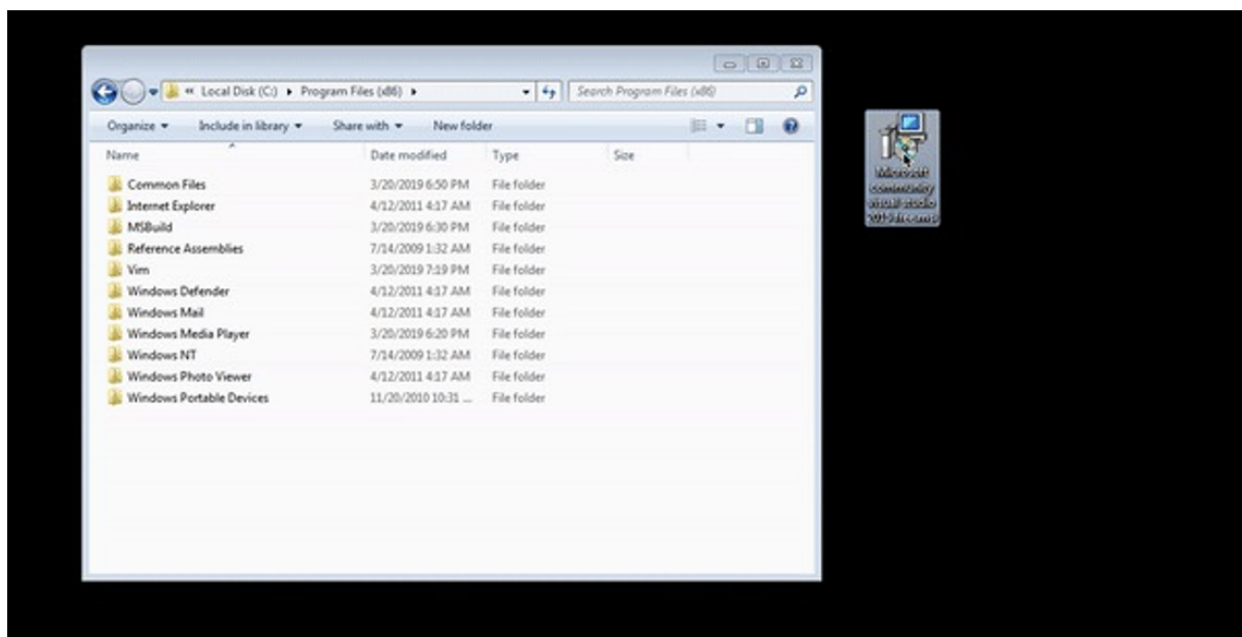 « Local Disk (C:) ▸ Program Files (x86) ▸ Search Program Files (x86)
Organize Include in library Share with New folder
Name Date modified Type Size
Common Files 3/20/2019 6:50 PM File folder
Internet Explorer 4/12/2011 4:17 AM File folder
MSBuild 3/20/2019 6:30 PM File folder
Reference Assemblies 7/14/2009 1:32 AM File folder
Vim 3/20/2019 7:19 PM File folder
Windows Defender 4/12/2011 4:17 AM File folder
Windows Mail 4/12/2011 4:17 AM File folder
Windows Media Player 3/20/2019 6:20 PM File folder
Windows NT 7/14/2009 1:32 AM File folder
Windows Photo Viewer 4/12/2011 4:17 AM File folder
Windows Portable Devices 11/20/2010 10:31 ... File folder
Microsoft
community
visual studio